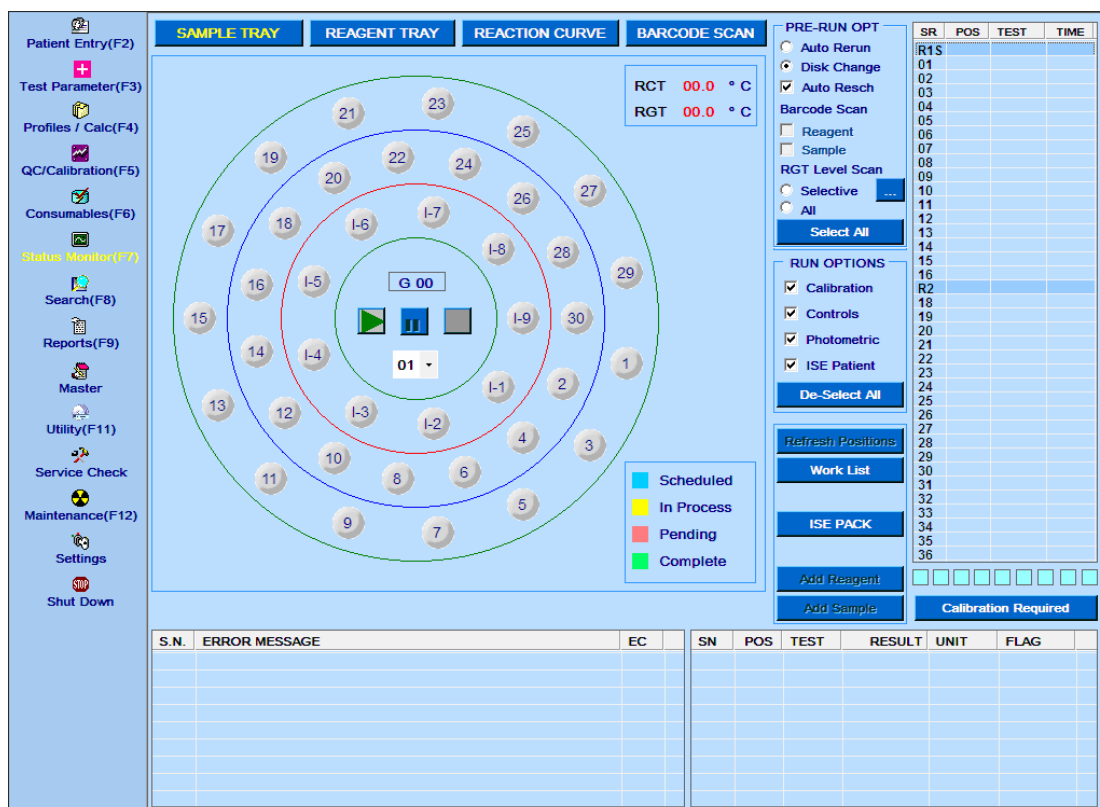 Patient Entry(F2)
Test Parameter(F3)
Profiles / Calc(F4)
QC/Calibration(F5)
Consumables(F6)
Status Monitor(F7)
Search(F8)
Reports(F9)
Master
Utility(F11)
Service Check
Maintenance(F12)
Settings
STOP
Shut Down
SAMPLE TRAY REAGENT TRAY REACTION CURVE BARCODE SCAN
RCT 00.0 ° C
RGT 00.0 ° C
23
21
25
19 22 24
20 27
26
17 18 I-6 I-7
I-8 28
29
16 I-5 G 00
15 I-9 30
14 I-4 01 1
I-1 2
13 12 I-3 I-2
4 3
10
11 8 6
5
9 7
Scheduled
In Process
Pending
Complete
PRE-RUN OPT
Auto Rerun
Disk Change
Auto Resch
Barcode Scan
Reagent
Sample
RGT Level Scan
Selective ...
All
Select All
RUN OPTIONS
Calibration
Controls
Photometric
ISE Patient
De-Select All
Refresh Positions
Work List
ISE PACK
Add Reagent
Add Sample
SR POS TEST TIME
R1S
01
02
03
04
05
06
07
08
09
10
11
12
13
14
15
16
R2
18
19
20
21
22
23
24
25
26
27
28
29
30
31
32
33
34
35
36
Calibration Required
S.N. ERROR MESSAGE EC
SN POS TEST RESULT UNIT FLAG